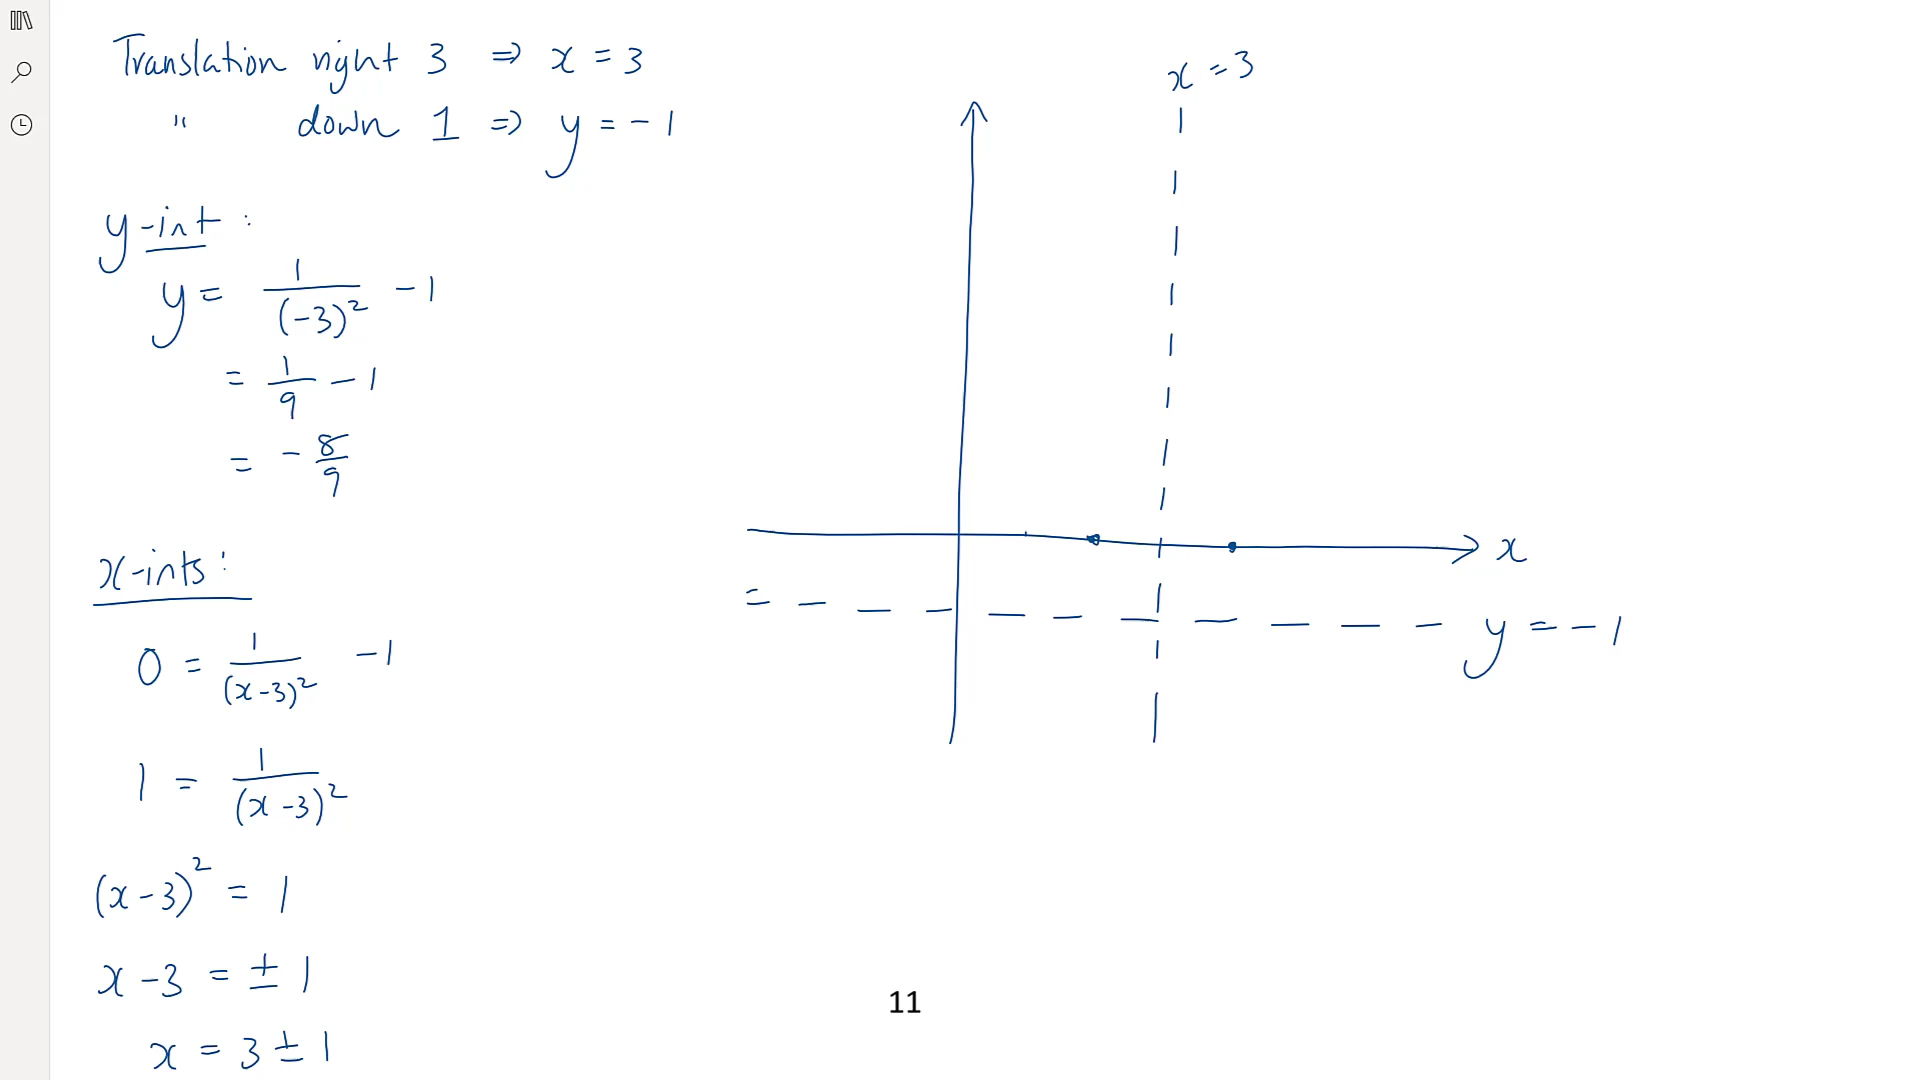 Translation right 3 ⇒ x = 3
" down 1 ⇒ y = -1
y-int :
y = 1/(-3)² - 1
= 1/9 - 1
= - 8/9
x-ints :
0 = 1/(x-3)² - 1
1 = 1/(x-3)²
(x-3)² = 1
x - 3 = ± 1
x = 3 ± 1
x = 3
x
y = -1
11